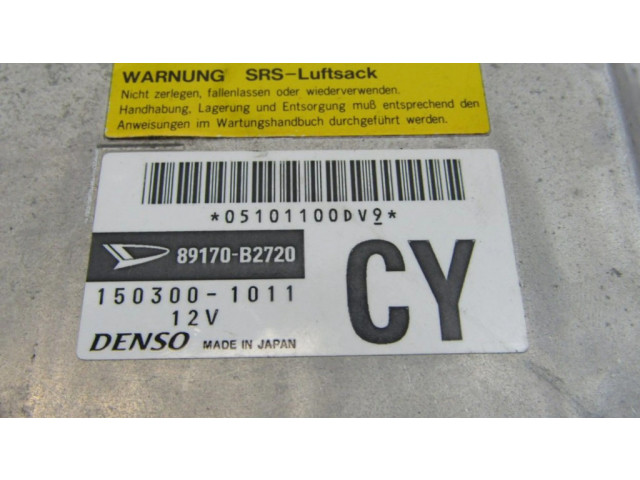 WARNUNG SRS-Luftsack
Nicht zerlegen, fallenlassen oder wiederverwenden.
Handhabung, Lagerung und Entsorgung muß entsprechend den
Anweisungen im Wartungshandbuch durchgeführt werden.
*05101100DV9*
89170-B2720
150300-1011
12V
CY
DENSO MADE IN JAPAN